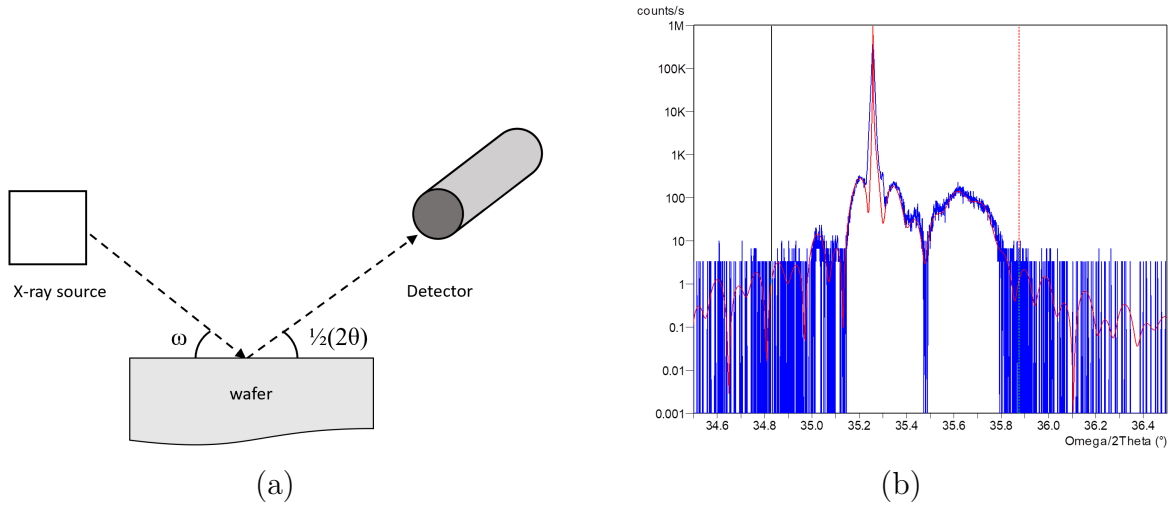 X-ray source
Detector
ω
½(2θ)
wafer
(a)
counts/s
1M
100K
10K
1K
100
10
1
0.1
0.01
0.001
34.6 34.8 35.0 35.2 35.4 35.6 35.8 36.0 36.2 36.4
Omega/2Theta (°)
(b)